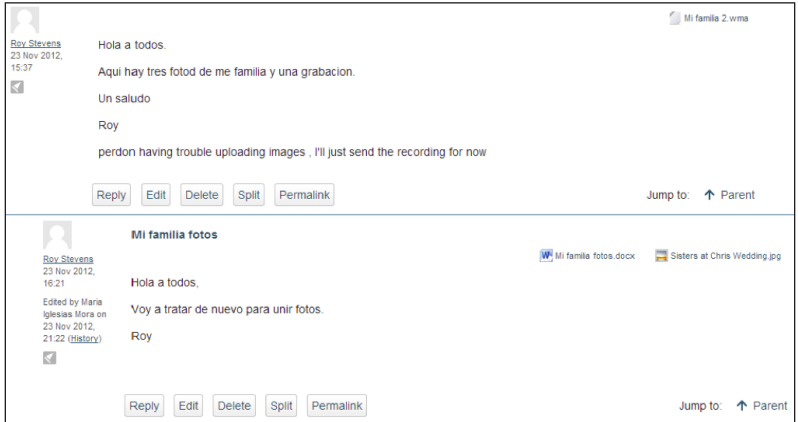 Mi familia 2.wma
Roy Stevens
23 Nov 2012,
15:37
Hola a todos.
Aqui hay tres fotod de me familia y una grabacion.
Un saludo
Roy
perdon having trouble uploading images , I'll just send the recording for now
Reply Edit Delete Split Permalink
Jump to: Parent
Mi familia fotos
Roy Stevens
23 Nov 2012,
16:21
Edited by Maria
Iglesias Mora on
23 Nov 2012,
21:22 (History)
Mi familia fotos.docx Sisters at Chris Wedding.jpg
Hola a todos,
Voy a tratar de nuevo para unir fotos.
Roy
Reply Edit Delete Split Permalink
Jump to: Parent